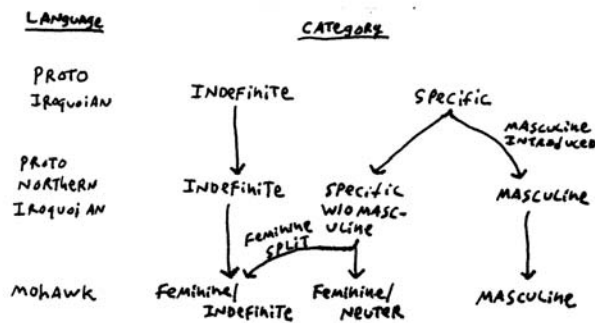 LANGUAGE
CATEGORY
PROTO
IROQUOIAN
INDEFINITE
SPECIFIC
MASCULINE
INTRODUCED
PROTO
NORTHERN
IROQUOIAN
INDEFINITE
SPECIFIC
W/O MASC-
ULINE
MASCULINE
FEMININE
SPLIT
MOHAWK
FEMININE/
INDEFINITE
FEMININE/
NEUTER
MASCULINE